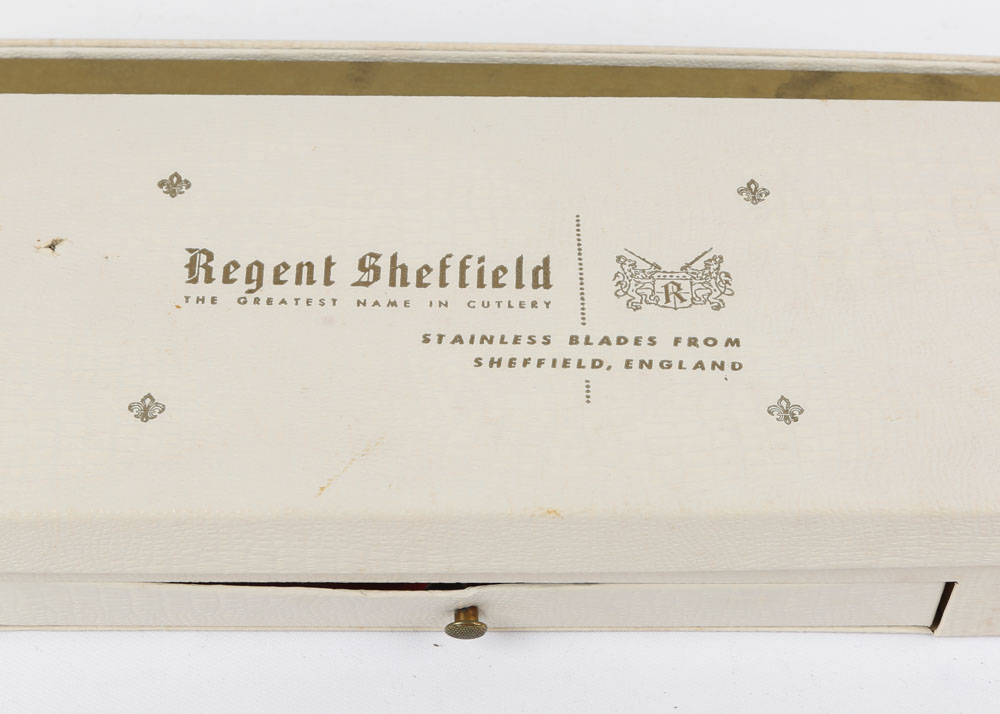 Regent Sheffield
THE GREATEST NAME IN CUTLERY
R
STAINLESS BLADES FROM
SHEFFIELD, ENGLAND